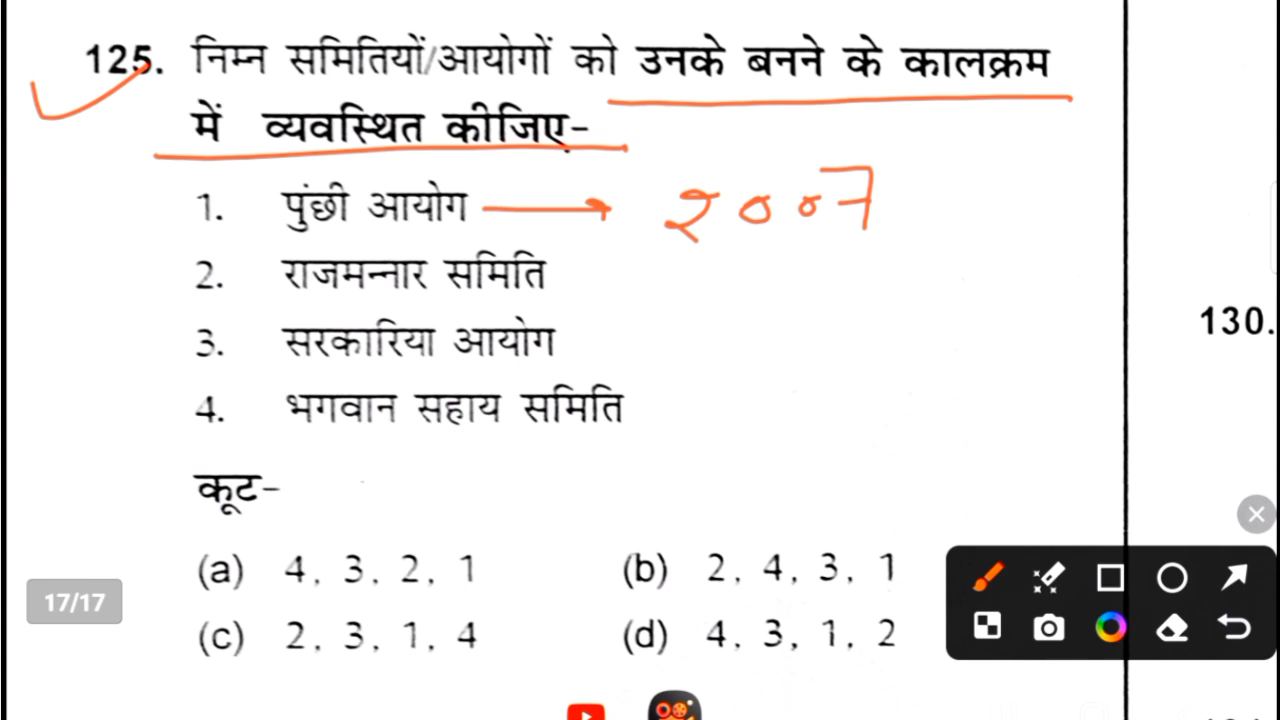 125. निम्न समितियों/आयोगों को उनके बनने के कालक्रम
में व्यवस्थित कीजिए-
1. पुंछी आयोग → २००7
2. राजमन्नार समिति
3. सरकारिया आयोग
4. भगवान सहाय समिति
कूट-
(a) 4, 3, 2, 1 (b) 2, 4, 3, 1
(c) 2, 3, 1, 4 (d) 4, 3, 1, 2
130.
17/17